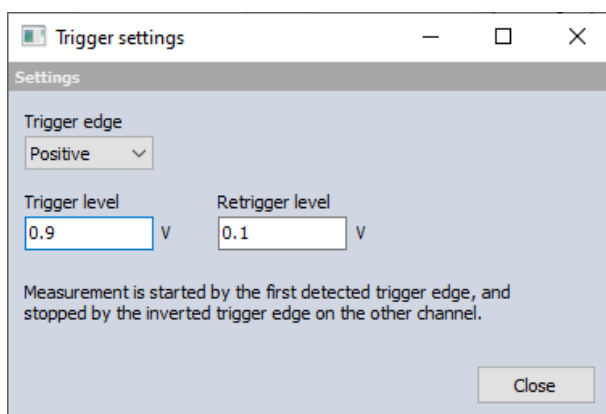 Trigger settings
Settings
Trigger edge
Positive
Trigger level Retrigger level
0.9 V 0.1 V
Measurement is started by the first detected trigger edge, and
stopped by the inverted trigger edge on the other channel.
Close